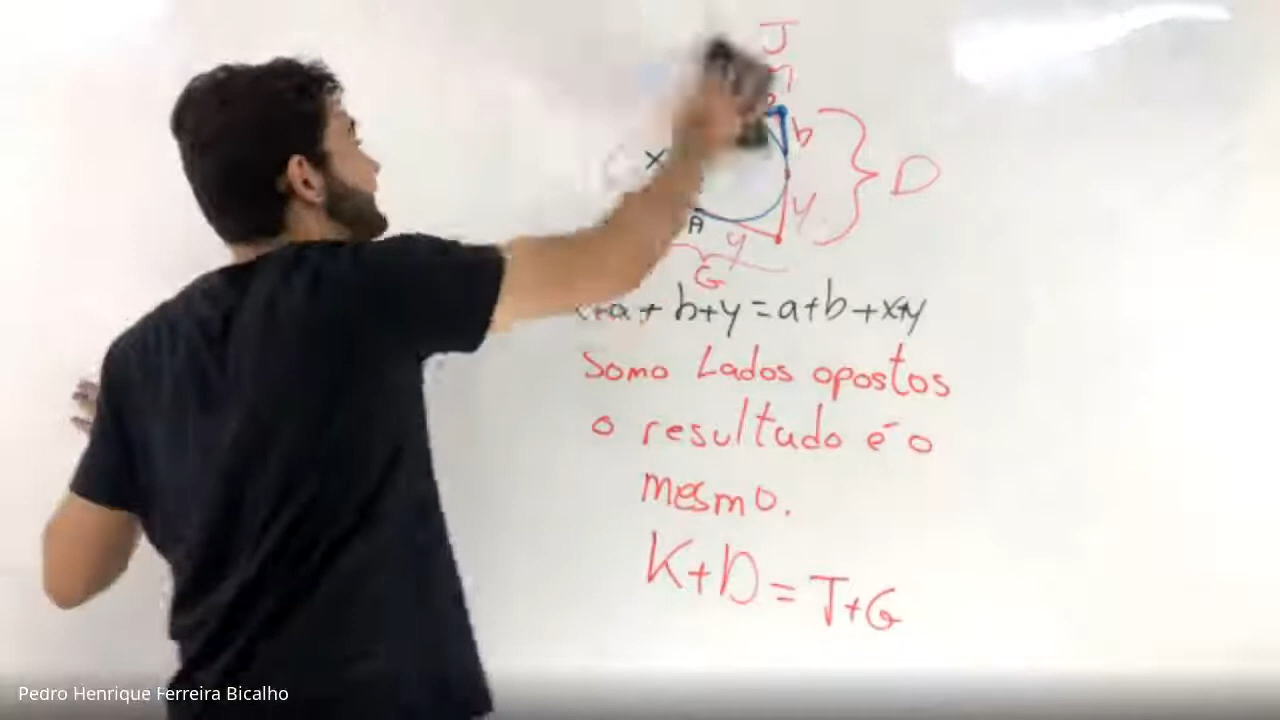 J
b
D
x
y
A
y
G
+a+b+y=a+b+x+y
Somo Lados opostos
o resultado é o
mesmo.
K+D=J+G
Pedro Henrique Ferreira Bicalho